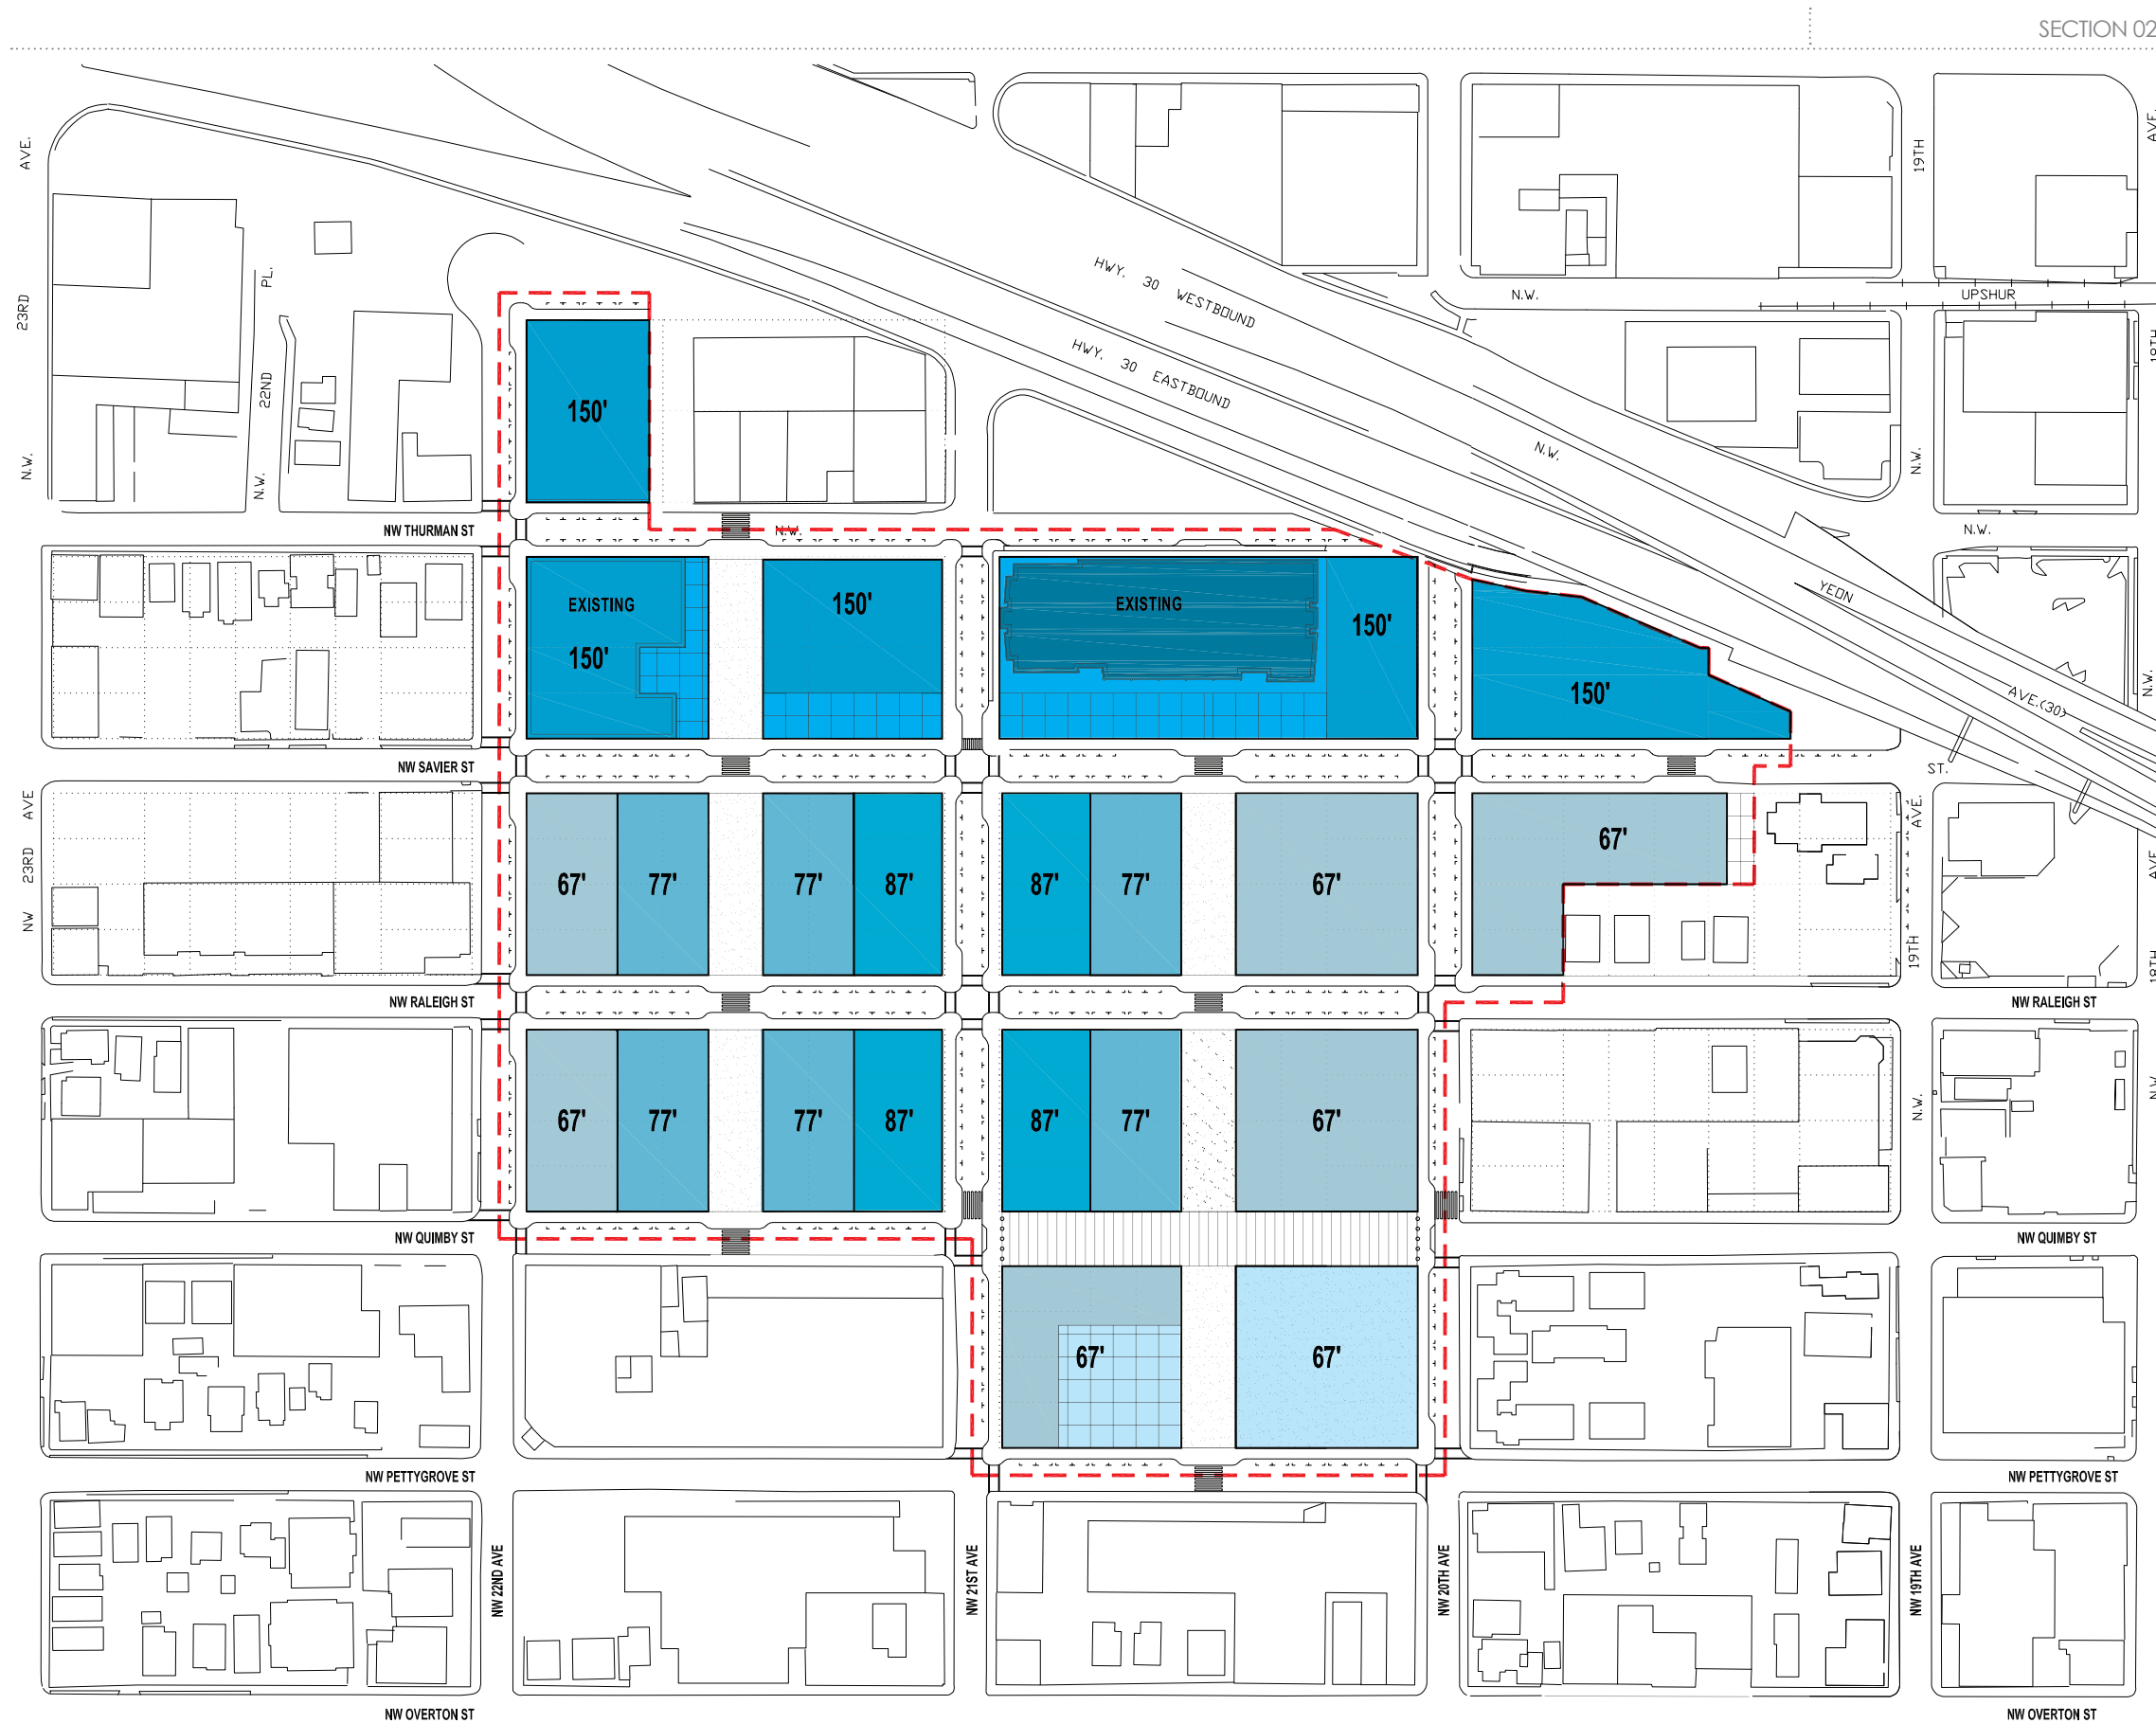 SECTION 02
AVE.
23RD
N.W.
PL.
22ND
N.W.
HWY. 30 WESTBOUND
HWY. 30 EASTBOUND
N.W.
N.W.
UPSHUR
19TH
N.W.
AVE.
18TH
N.W.
150'
NW THURMAN ST
N.W.
N.W.
YEON
AVE.(30)
EXISTING
150'
150'
EXISTING
150'
150'
NW SAVIER ST
ST.
AVE
23RD
NW
67'
77'
77'
87'
87'
77'
67'
67'
AVE.
19TH
AVE
18TH
NW RALEIGH ST
NW RALEIGH ST
67'
77'
77'
87'
87'
77'
67'
N.W.
N.W.
NW QUIMBY ST
NW QUIMBY ST
67'
67'
NW PETTYGROVE ST
NW PETTYGROVE ST
NW 22ND AVE
NW 21ST AVE
NW 20TH AVE
NW 19TH AVE
NW OVERTON ST
NW OVERTON ST